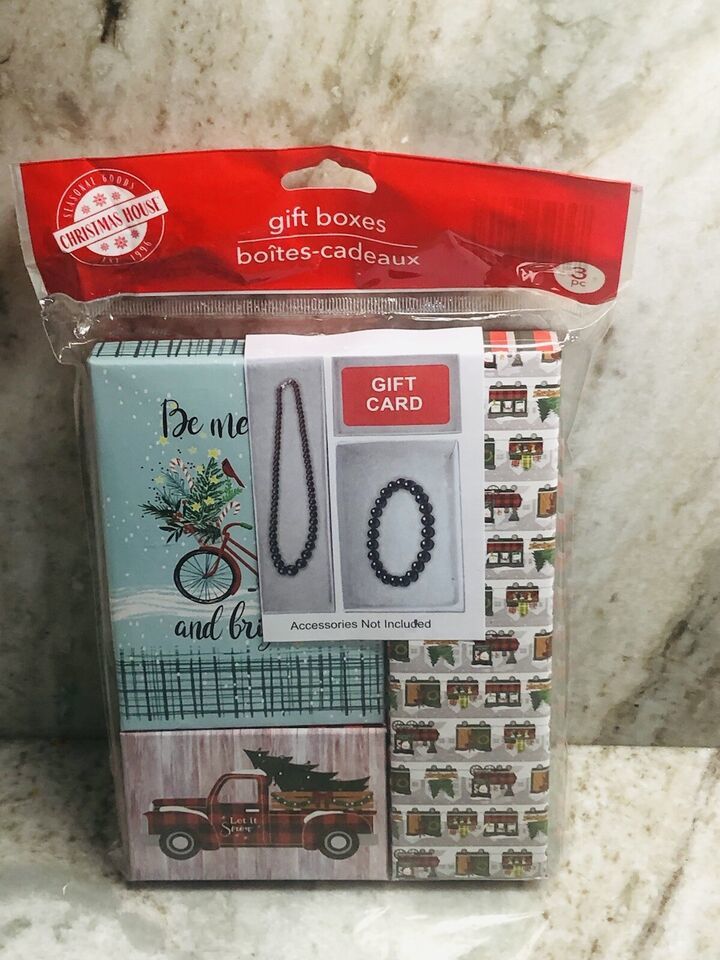 SEASONAL GOODS
CHRISTMAS HOUSE
EST 1996
gift boxes
boîtes-cadeaux
3
pc
GIFT
CARD
Be me
and bri
Accessories Not Included
Let it
Snow